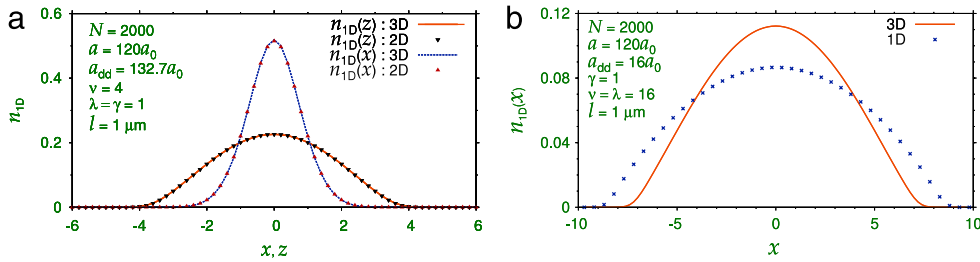 a
0.6
0.4
0.2
0
n1D
N = 2000
a = 120a0
add = 132.7a0
ν = 4
λ = γ = 1
l = 1 μm
n1D(z) : 3D
n1D(z) : 2D
n1D(x) : 3D
n1D(x) : 2D
-6 -4 -2 0 2 4 6
x, z
b
0.12
0.08
0.04
0
n1D(x)
N = 2000
a = 120a0
add = 16a0
γ = 1
ν = λ = 16
l = 1 μm
3D
1D
-10 -5 0 5 10
x